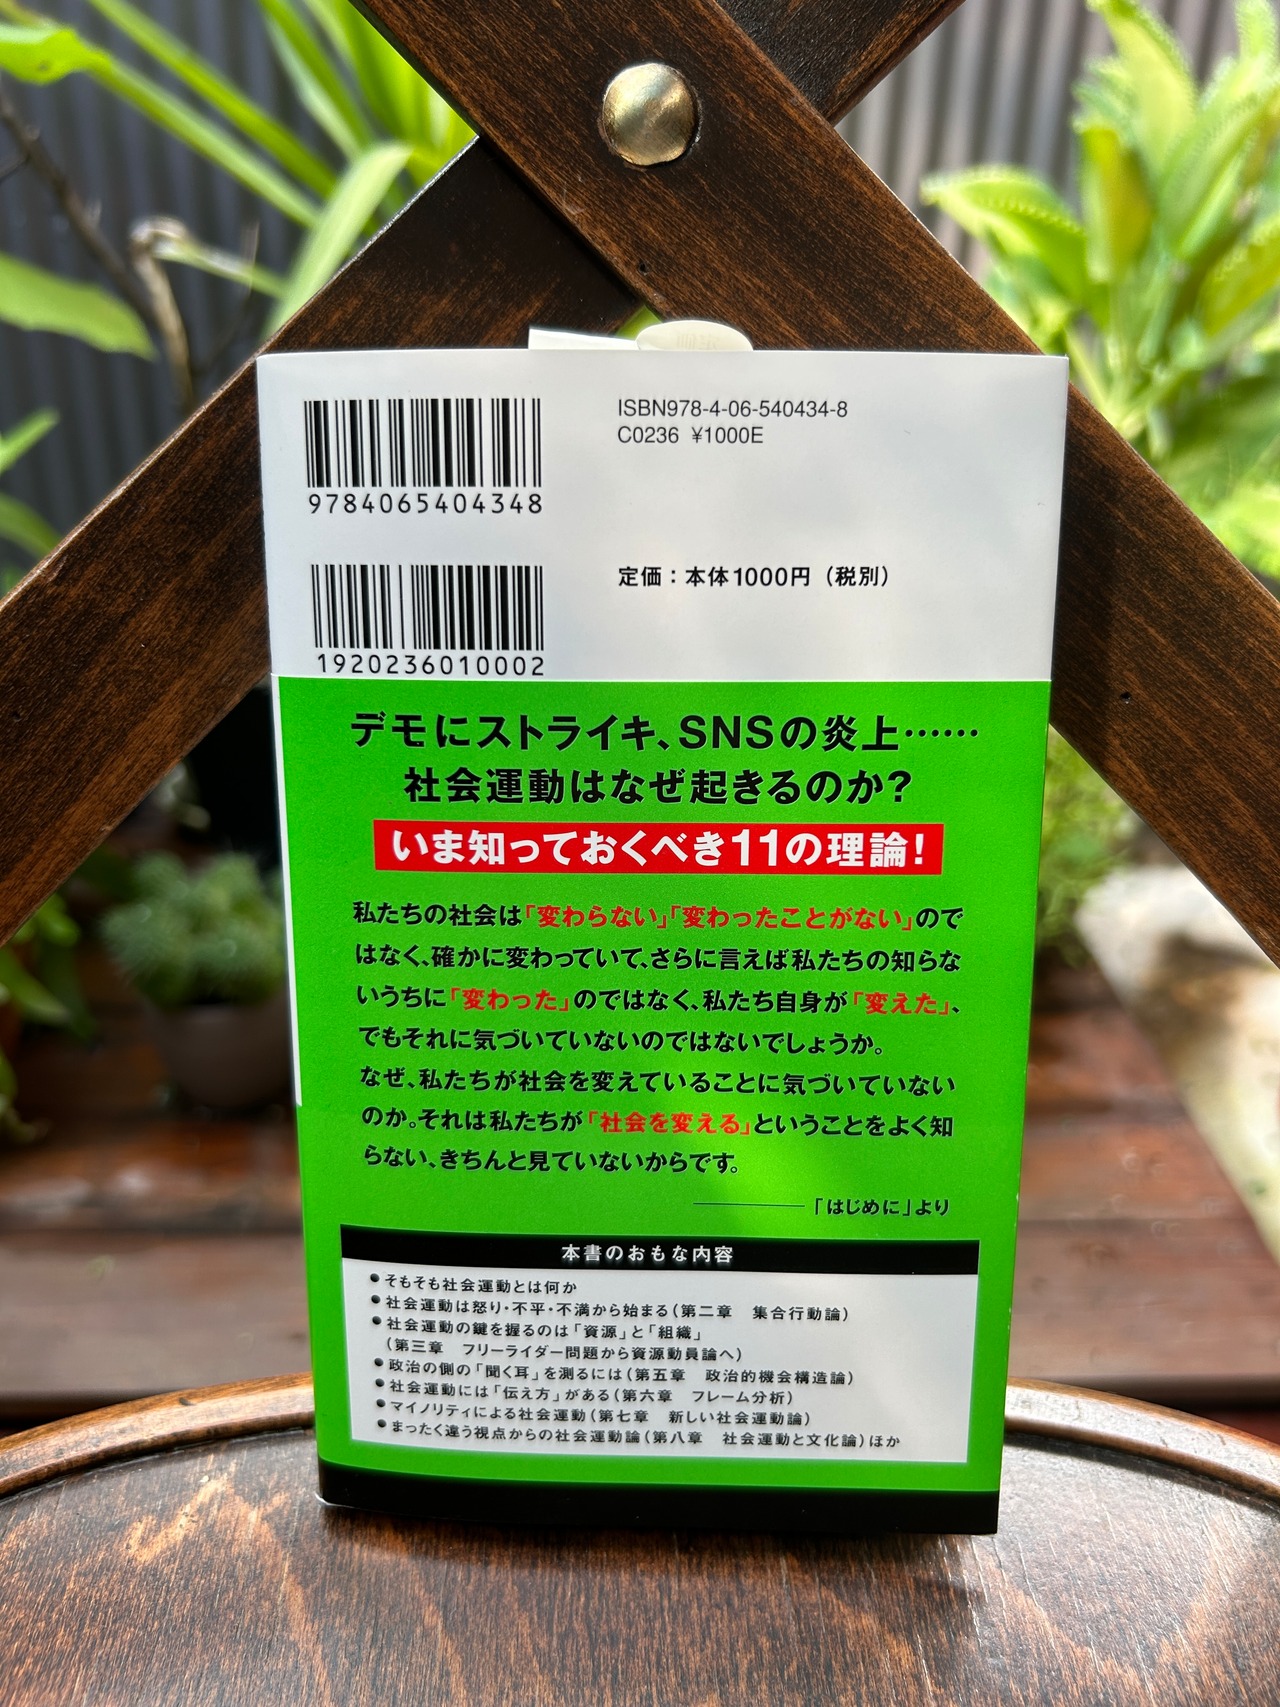 ISBN978-4-06-540434-8
C0236 ¥1000E
9784065404348
定価：本体1000円（税別）
1920236010002
デモにストライキ、SNSの炎上……
社会運動はなぜ起きるのか？
いま知っておくべき11の理論！
私たちの社会は「変わらない」「変わったことがない」ので
はなく、確かに変わっていて、さらに言えば私たちの知らな
いうちに「変わった」のではなく、私たち自身が「変えた」、
でもそれに気づいていないのではないでしょうか。
なぜ、私たちが社会を変えていることに気づいていない
のか。それは私たちが「社会を変える」ということをよく知
らない、きちんと見ていないからです。
――「はじめに」より
本書のおもな内容
●そもそも社会運動とは何か
●社会運動は怒り・不平・不満から始まる（第二章　集合行動論）
●社会運動の鍵を握るのは「資源」と「組織」
（第三章　フリーライダー問題から資源動員論へ）
●政治の側の「聞く耳」を測るには（第五章　政治的機会構造論）
●社会運動には「伝え方」がある（第六章　フレーム分析）
●マイノリティによる社会運動（第七章　新しい社会運動論）
●まったく違う視点からの社会運動論（第八章　社会運動と文化論）ほか